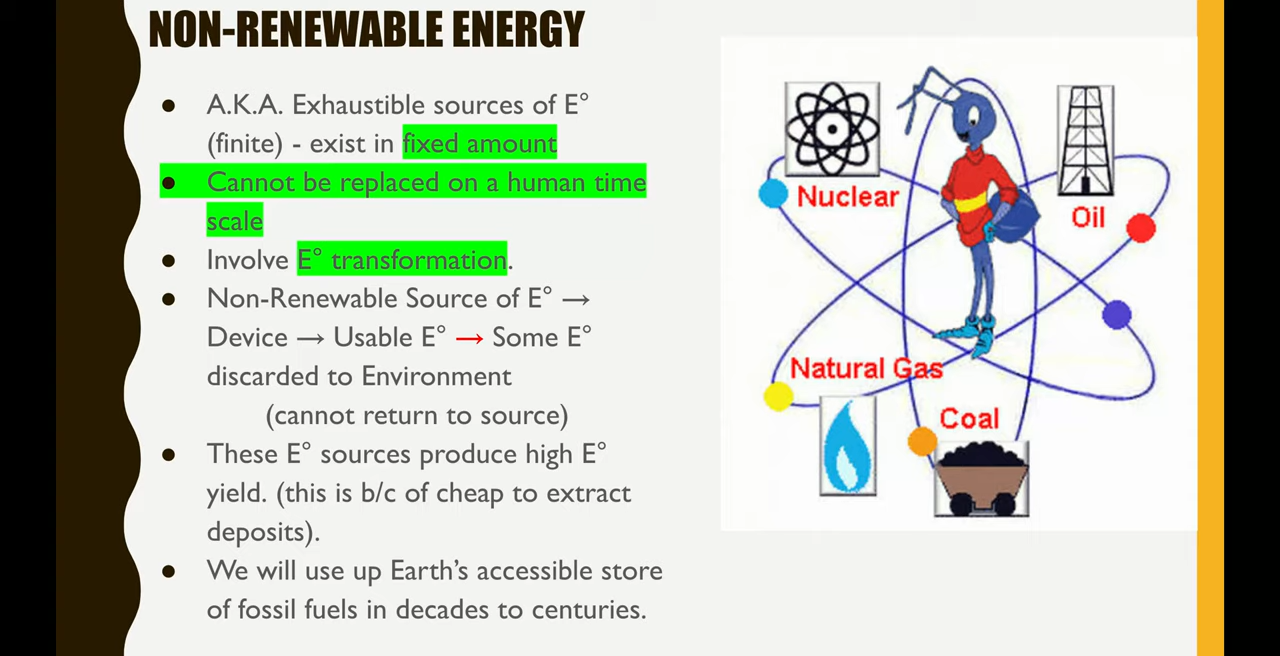 NON-RENEWABLE ENERGY
● A.K.A. Exhaustible sources of E°
(finite) - exist in fixed amount
● Cannot be replaced on a human time
scale
● Involve E° transformation.
● Non-Renewable Source of E° →
Device → Usable E° → Some E°
discarded to Environment
(cannot return to source)
● These E° sources produce high E°
yield. (this is b/c of cheap to extract
deposits).
● We will use up Earth's accessible store
of fossil fuels in decades to centuries.
Nuclear
Oil
Natural Gas
Coal